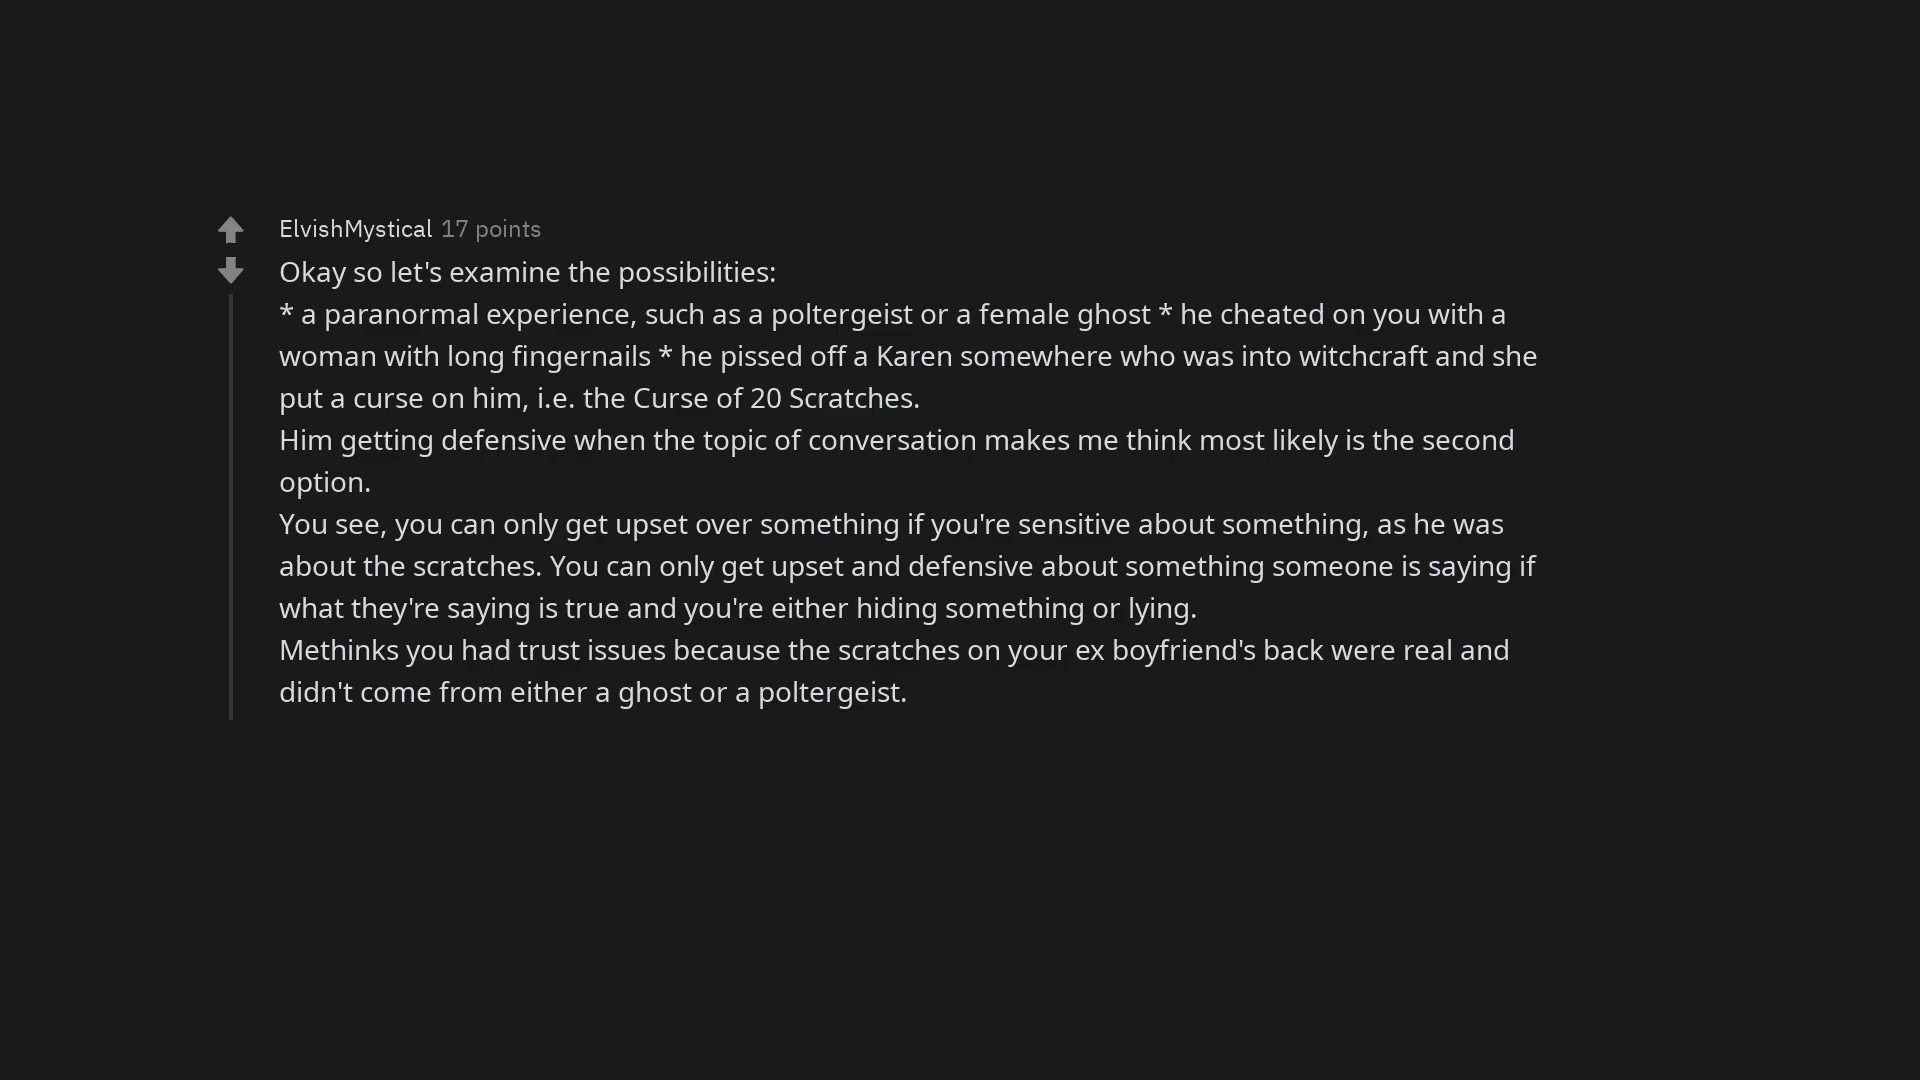 ElvishMystical 17 points
Okay so let's examine the possibilities:
* a paranormal experience, such as a poltergeist or a female ghost * he cheated on you with a
woman with long fingernails * he pissed off a Karen somewhere who was into witchcraft and she
put a curse on him, i.e. the Curse of 20 Scratches.
Him getting defensive when the topic of conversation makes me think most likely is the second
option.
You see, you can only get upset over something if you're sensitive about something, as he was
about the scratches. You can only get upset and defensive about something someone is saying if
what they're saying is true and you're either hiding something or lying.
Methinks you had trust issues because the scratches on your ex boyfriend's back were real and
didn't come from either a ghost or a poltergeist.